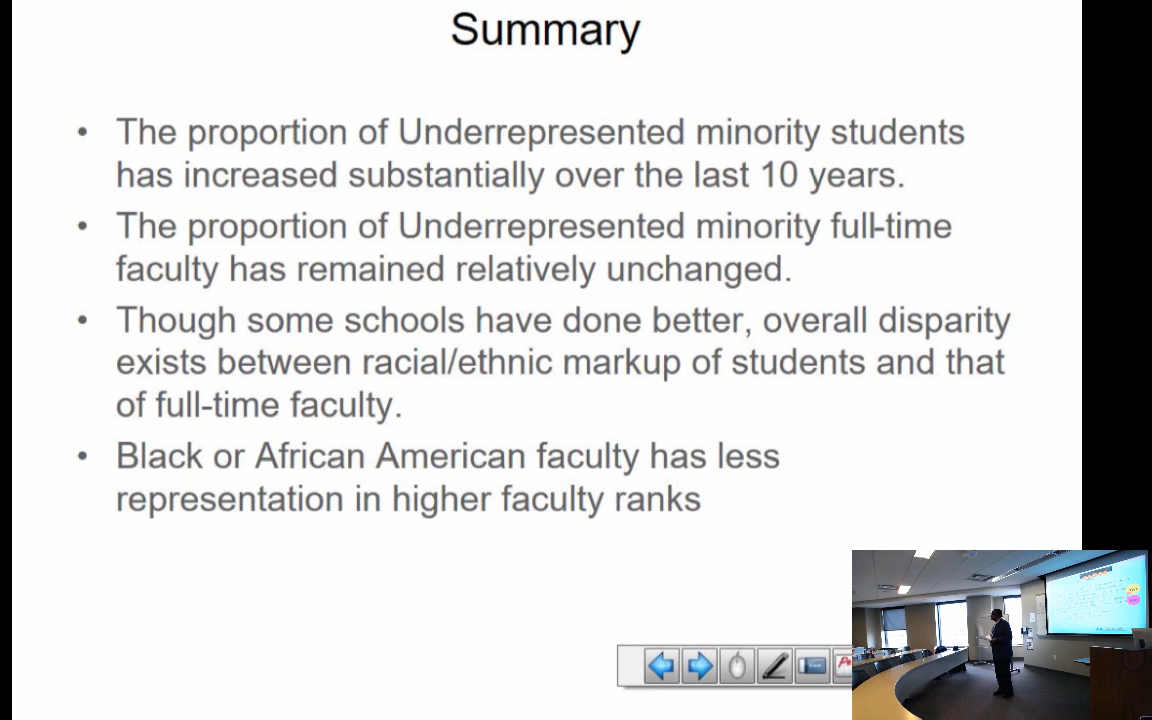 Summary
• The proportion of Underrepresented minority students
has increased substantially over the last 10 years.
• The proportion of Underrepresented minority full-time
faculty has remained relatively unchanged.
• Though some schools have done better, overall disparity
exists between racial/ethnic markup of students and that
of full-time faculty.
• Black or African American faculty has less
representation in higher faculty ranks